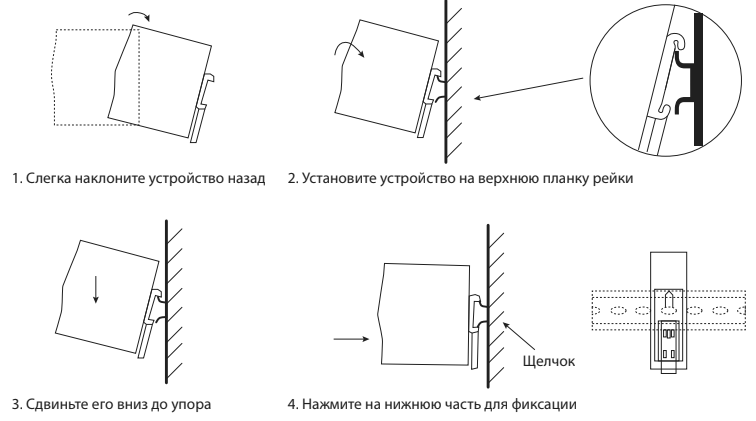 1. Слегка наклоните устройство назад
2. Установите устройство на верхнюю планку рейки
Щелчок
3. Сдвиньте его вниз до упора
4. Нажмите на нижнюю часть для фиксации